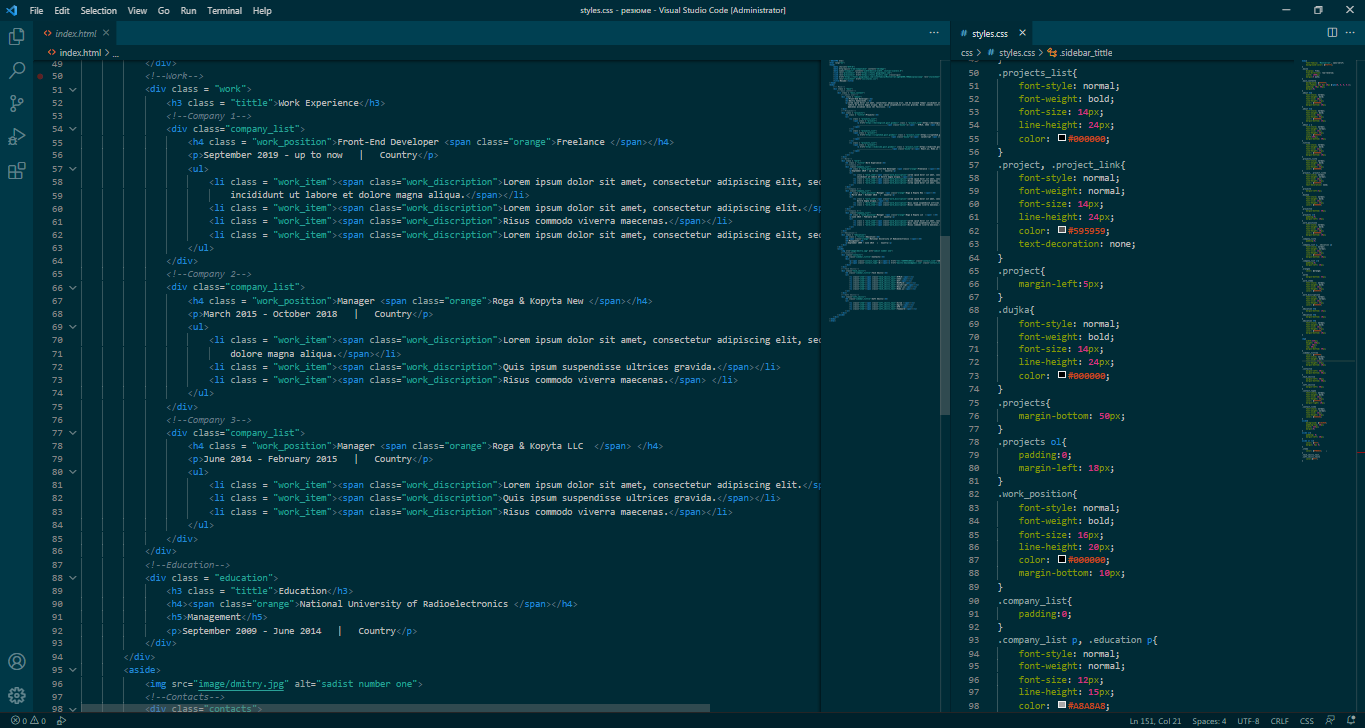 File Edit Selection View Go Run Terminal Help
styles.css - резюме - Visual Studio Code [Administrator]
index.html
index.html > ...
49 </div>
50 <!--Work-->
51 <div class = "work">
52 <h3 class = "tittle">Work Experience</h3>
53 <!--Company 1-->
54 <div class="company_list">
55 <h4 class = "work_position">Front-End Developer <span class="orange">Freelance </span></h4>
56 <p>September 2019 - up to now | Country</p>
57 <ul>
58 <li class = "work_item"><span class="work_discription">Lorem ipsum dolor sit amet, consectetur adipiscing elit, sed
59 incididunt ut labore et dolore magna aliqua.</span></li>
60 <li class = "work_item"><span class="work_discription">Lorem ipsum dolor sit amet, consectetur adipiscing elit.</sp
61 <li class = "work_item"><span class="work_discription">Risus commodo viverra maecenas.</span></li>
62 <li class = "work_item"><span class="work_discription">Lorem ipsum dolor sit amet, consectetur adipiscing elit, sed
63 </ul>
64 </div>
65 <!--Company 2-->
66 <div class="company_list">
67 <h4 class = "work_position">Manager <span class="orange">Roga & Kopyta New </span></h4>
68 <p>March 2015 - October 2018 | Country</p>
69 <ul>
70 <li class = "work_item"><span class="work_discription">Lorem ipsum dolor sit amet, consectetur adipiscing elit, sed
71 dolore magna aliqua.</span></li>
72 <li class = "work_item"><span class="work_discription">Quis ipsum suspendisse ultrices gravida.</span></li>
73 <li class = "work_item"><span class="work_discription">Risus commodo viverra maecenas.</span> </li>
74 </ul>
75 </div>
76 <!--Company 3-->
77 <div class="company_list">
78 <h4 class = "work_position">Manager <span class="orange">Roga & Kopyta LLC </span> </h4>
79 <p>June 2014 - February 2015 | Country</p>
80 <ul>
81 <li class = "work_item"><span class="work_discription">Lorem ipsum dolor sit amet, consectetur adipiscing elit.</sp
82 <li class = "work_item"><span class="work_discription">Quis ipsum suspendisse ultrices gravida.</span></li>
83 <li class = "work_item"><span class="work_discription">Risus commodo viverra maecenas.</span></li>
84 </ul>
85 </div>
86 </div>
87 <!--Education-->
88 <div class = "education">
89 <h3 class = "tittle">Education</h3>
90 <h4><span class="orange">National University of Radioelectronics </span></h4>
91 <h5>Management</h5>
92 <p>September 2009 - June 2014 | Country</p>
93 </div>
94 </div>
95 <aside>
96 <img src="image/dmitry.jpg" alt="sadist number one">
97 <!--Contacts-->
98 <div class="contacts">
# styles.css
css > # styles.css > .sidebar_tittle
49 }
50 .projects_list{
51 font-style: normal;
52 font-weight: bold;
53 font-size: 14px;
54 line-height: 24px;
55 color: #000000;
56 }
57 .project, .project_link{
58 font-style: normal;
59 font-weight: normal;
60 font-size: 14px;
61 line-height: 24px;
62 color: #595959;
63 text-decoration: none;
64 }
65 .project{
66 margin-left:5px;
67 }
68 .dujka{
69 font-style: normal;
70 font-weight: bold;
71 font-size: 14px;
72 line-height: 24px;
73 color: #000000;
74 }
75 .projects{
76 margin-bottom: 50px;
77 }
78 .projects ol{
79 padding:0;
80 margin-left: 18px;
81 }
82 .work_position{
83 font-style: normal;
84 font-weight: bold;
85 font-size: 16px;
86 line-height: 20px;
87 color: #000000;
88 margin-bottom: 10px;
89 }
90 .company_list{
91 padding:0;
92 }
93 .company_list p, .education p{
94 font-style: normal;
95 font-weight: normal;
96 font-size: 12px;
97 line-height: 15px;
98 color: #A8A8A8;
0 0 Ln 151, Col 21 Spaces: 4 UTF-8 CRLF CSS